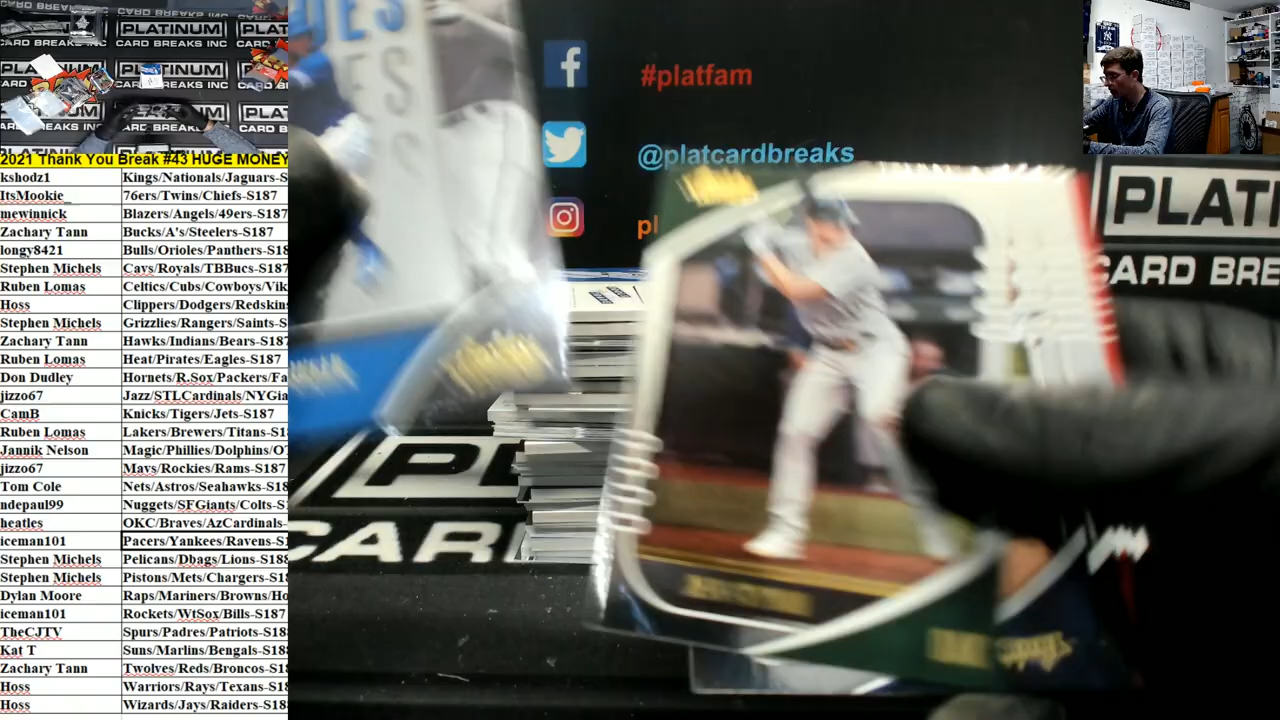 PLATINUM
CARD BREAKS INC
PLATINUM
2021 Thank You Break #43 HUGE MONEY
kshodz1 Kings/Nationals/Jaguars-S187
ItsMookie_ 76ers/Twins/Chiefs-S187
mewinnick Blazers/Angels/49ers-S187
Zachary Tann Bucks/A's/Steelers-S187
longy8421 Bulls/Orioles/Panthers-S18
Stephen Michels Cavs/Royals/TBBucs-S187
Ruben Lomas Celtics/Cubs/Cowboys/Vik
Hoss Clippers/Dodgers/Redskin
Stephen Michels Grizzlies/Rangers/Saints-S
Zachary Tann Hawks/Indians/Bears-S187
Ruben Lomas Heat/Pirates/Eagles-S187
Don Dudley Hornets/R.Sox/Packers/Fa
jizzo67 Jazz/STLCardinals/NYGia
CamB Knicks/Tigers/Jets-S187
Ruben Lomas Lakers/Brewers/Titans-S1
Jannik Nelson Magic/Phillies/Dolphins/OT
jizzo67 Mavs/Rockies/Rams-S187
Tom Cole Nets/Astros/Seahawks-S18
ndepaul99 Nuggets/SFGiants/Colts-S
heatles OKC/Braves/AzCardinals-
iceman101 Pacers/Yankees/Ravens-S1
Stephen Michels Pelicans/Dbags/Lions-S188
Stephen Michels Pistons/Mets/Chargers-S1
Dylan Moore Raps/Mariners/Browns/Ho
iceman101 Rockets/WtSox/Bills-S187
TheCJTV Spurs/Padres/Patriots-S18
Kat T Suns/Marlins/Bengals-S18
Zachary Tann Twolves/Reds/Broncos-S1
Hoss Warriors/Rays/Texans-S18
Hoss Wizards/Jays/Raiders-S18
#platfam
@platcardbreaks
pl
PLATI
CARD BRE
PL
CAR